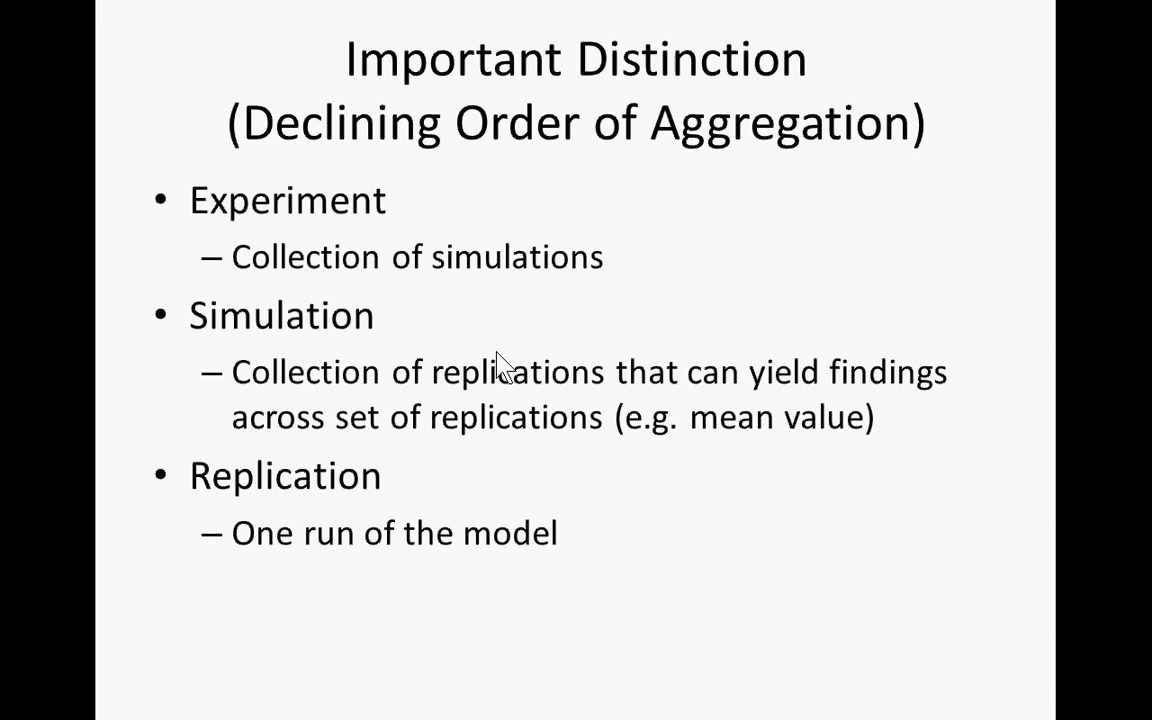 Important Distinction
(Declining Order of Aggregation)
• Experiment
– Collection of simulations
• Simulation
– Collection of replications that can yield findings
across set of replications (e.g. mean value)
• Replication
– One run of the model